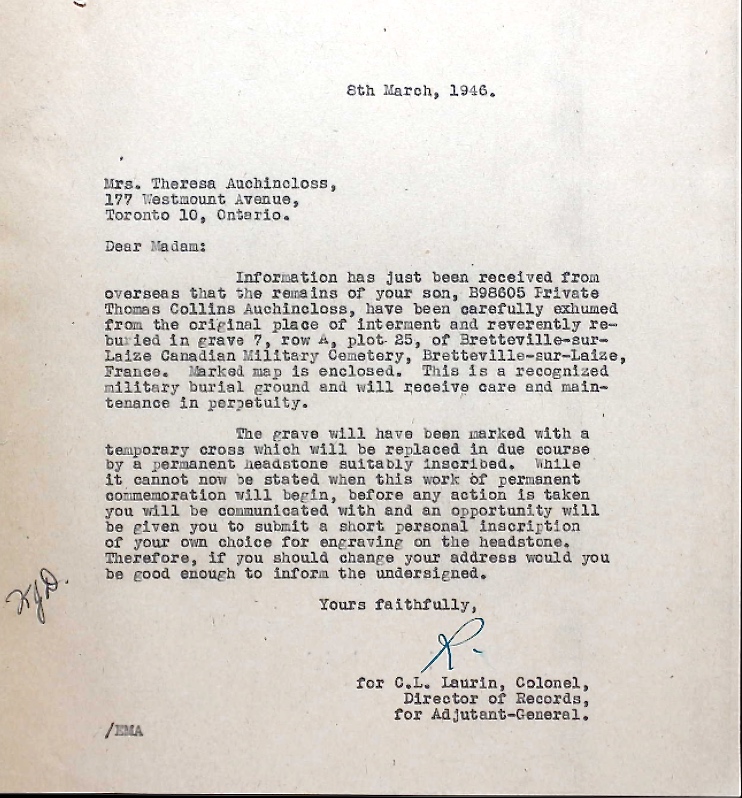 8th March, 1946.
Mrs. Theresa Auchincloss,
177 Westmount Avenue,
Toronto 10, Ontario.
Dear Madam:
Information has just been received from
overseas that the remains of your son, B98605 Private
Thomas Collins Auchincloss, have been carefully exhumed
from the original place of interment and reverently re-
buried in grave 7, row A, plot 25, of Bretteville-sur-
Laize Canadian Military Cemetery, Bretteville-sur-Laize,
France. Marked map is enclosed. This is a recognized
military burial ground and will receive care and main-
tenance in perpetuity.
The grave will have been marked with a
temporary cross which will be replaced in due course
by a permanent headstone suitably inscribed. While
it cannot now be stated when this work of permanent
commemoration will begin, before any action is taken
you will be communicated with and an opportunity will
be given you to submit a short personal inscription
of your own choice for engraving on the headstone.
Therefore, if you should change your address would you
be good enough to inform the undersigned.
Yours faithfully,
R.
for C.L. Laurin, Colonel,
Director of Records,
for Adjutant-General.
/EMA